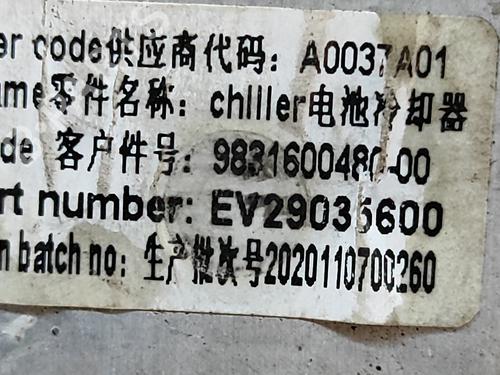 er code供应商代码: A0037A01
ame零件名称: chller电池冷却器
de 客户件号: 9831600480-00
rt number: EV29035600
n batch no: 生产批次号2020110700260